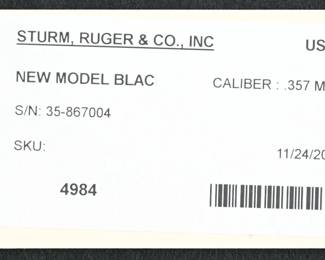 STURM, RUGER & CO., INC US
NEW MODEL BLAC CALIBER : .357 M
S/N: 35-867004
SKU:
11/24/20
4984